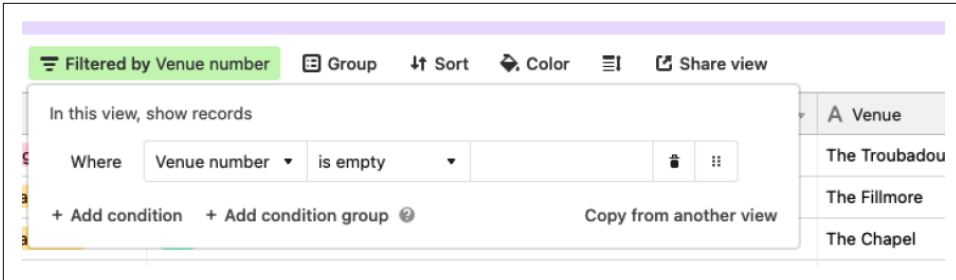 Filtered by Venue number Group Sort Color Share view
In this view, show records
A Venue
Where Venue number is empty
The Troubadou
+ Add condition + Add condition group Copy from another view
The Fillmore
The Chapel